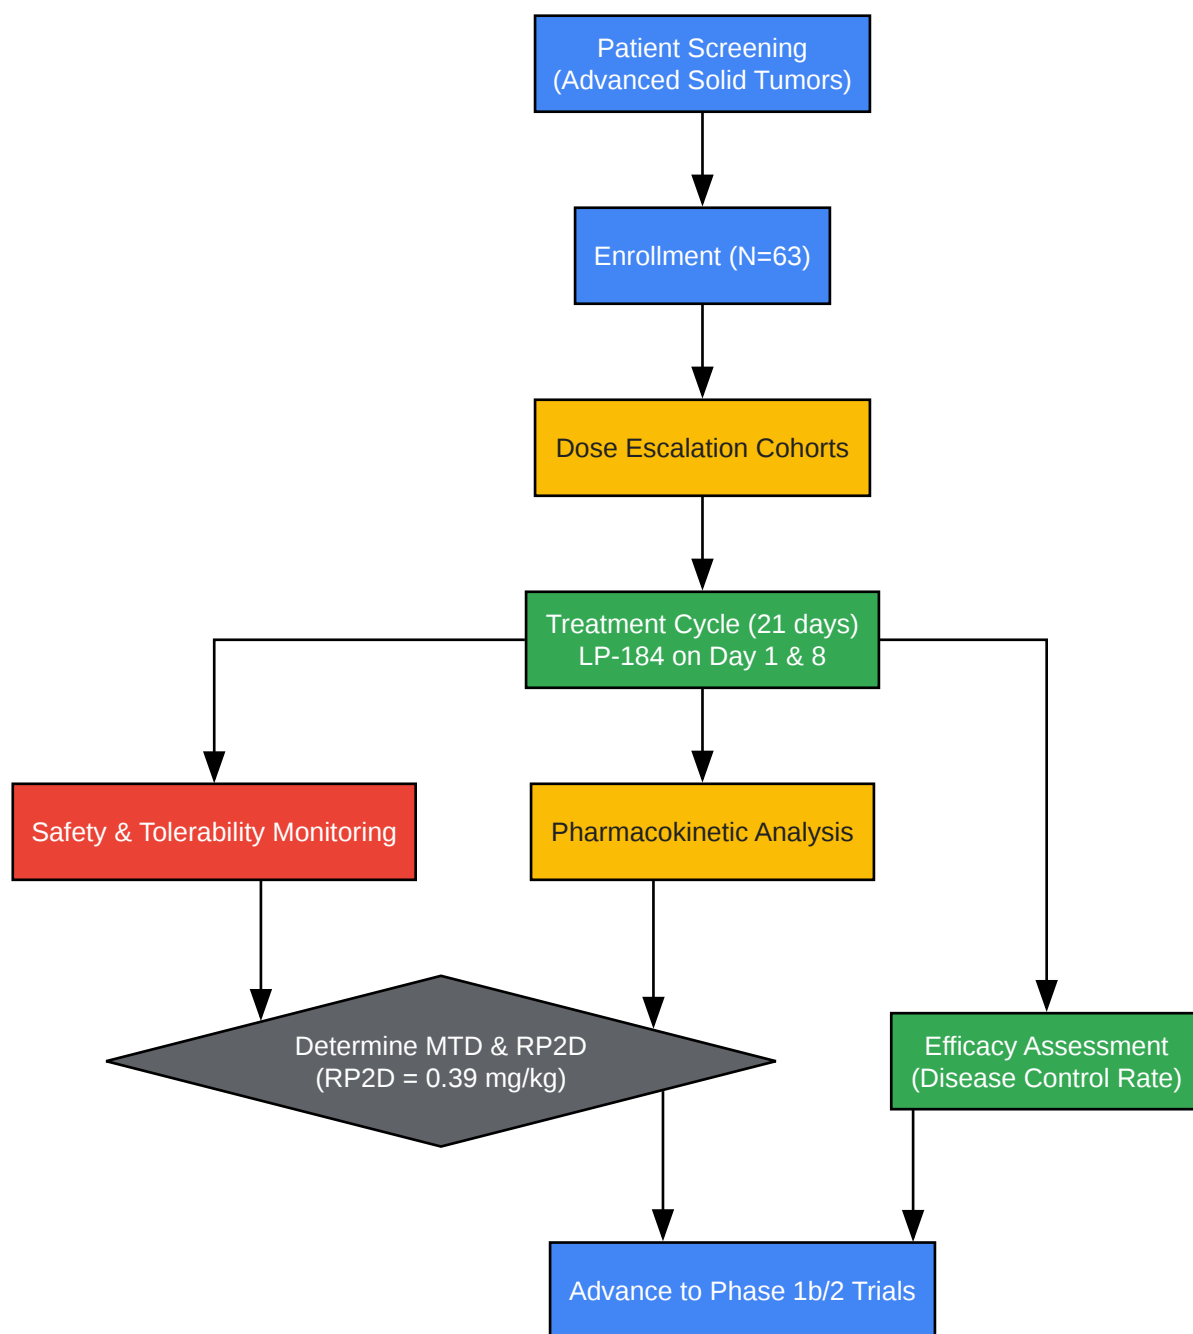 Patient Screening
(Advanced Solid Tumors)
Enrollment (N=63)
Dose Escalation Cohorts
Treatment Cycle (21 days)
LP-184 on Day 1 & 8
Safety & Tolerability Monitoring
Pharmacokinetic Analysis
Determine MTD & RP2D
(RP2D = 0.39 mg/kg)
Efficacy Assessment
(Disease Control Rate)
Advance to Phase 1b/2 Trials